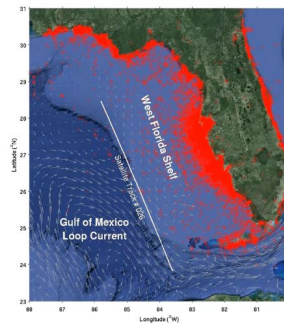 31
30
29
28
27
26
25
24
23
Latitude (°N)
West Florida Shelf
Satellite Track # 026
Gulf of Mexico
Loop Current
88 87 86 85 84 83 82 81
Longitude (°W)